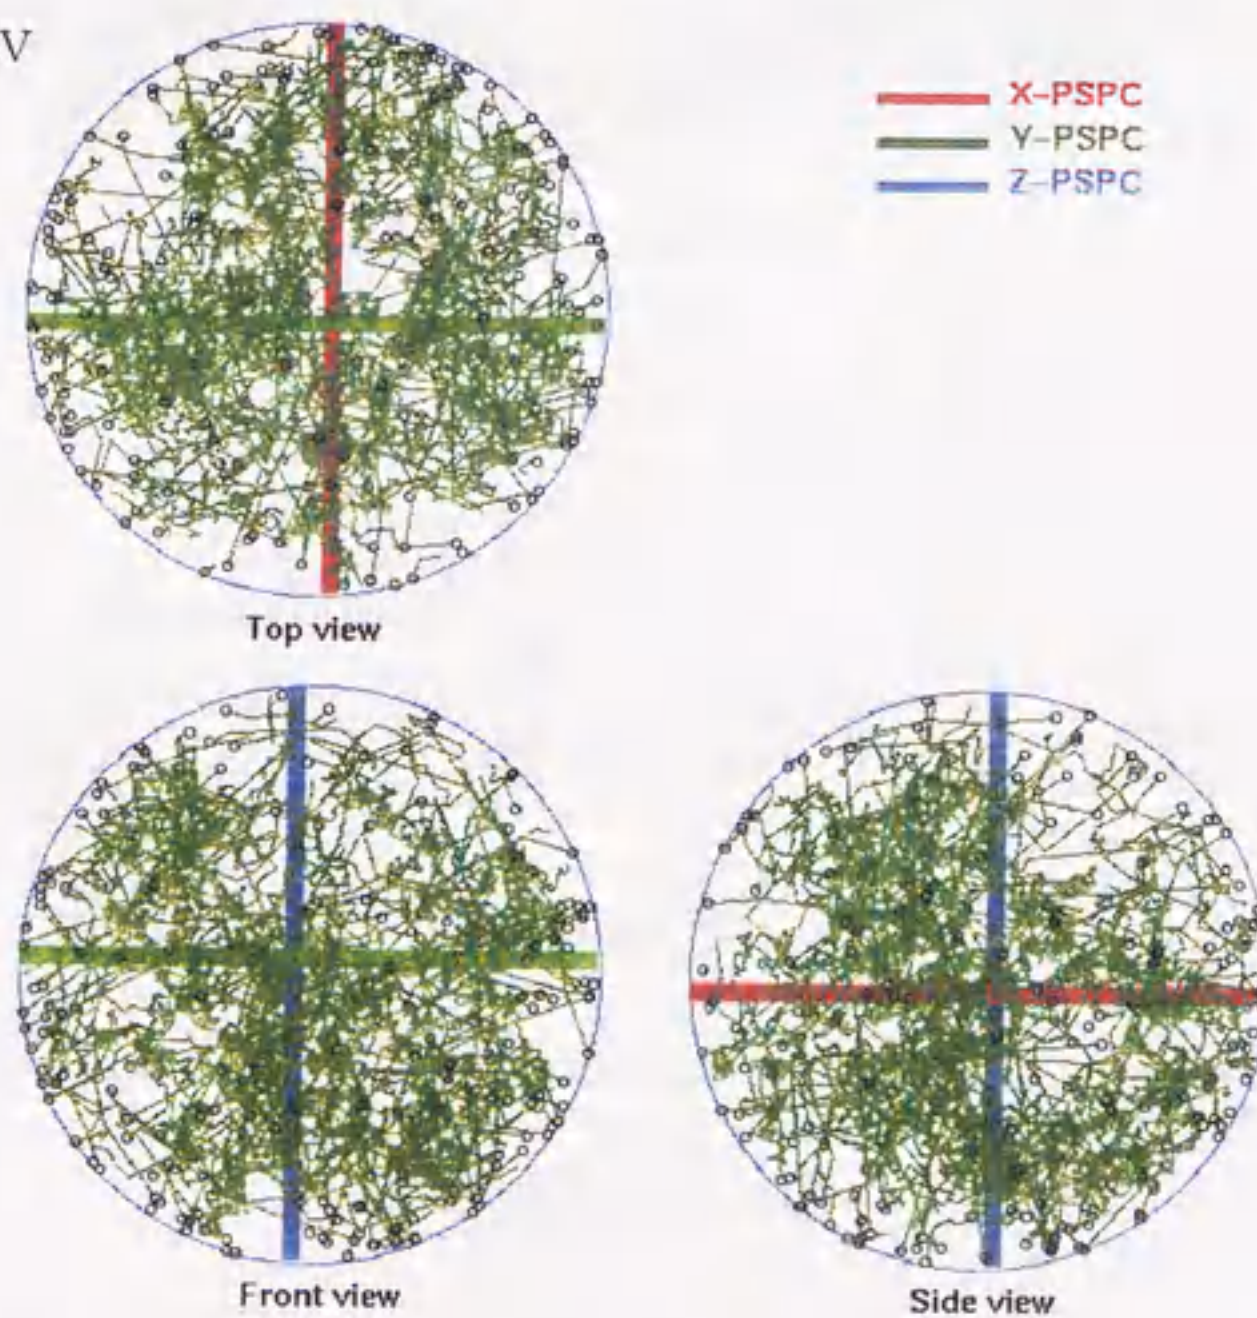 V
X-PSPC
Y-PSPC
Z-PSPC
Top view
Front view
Side view